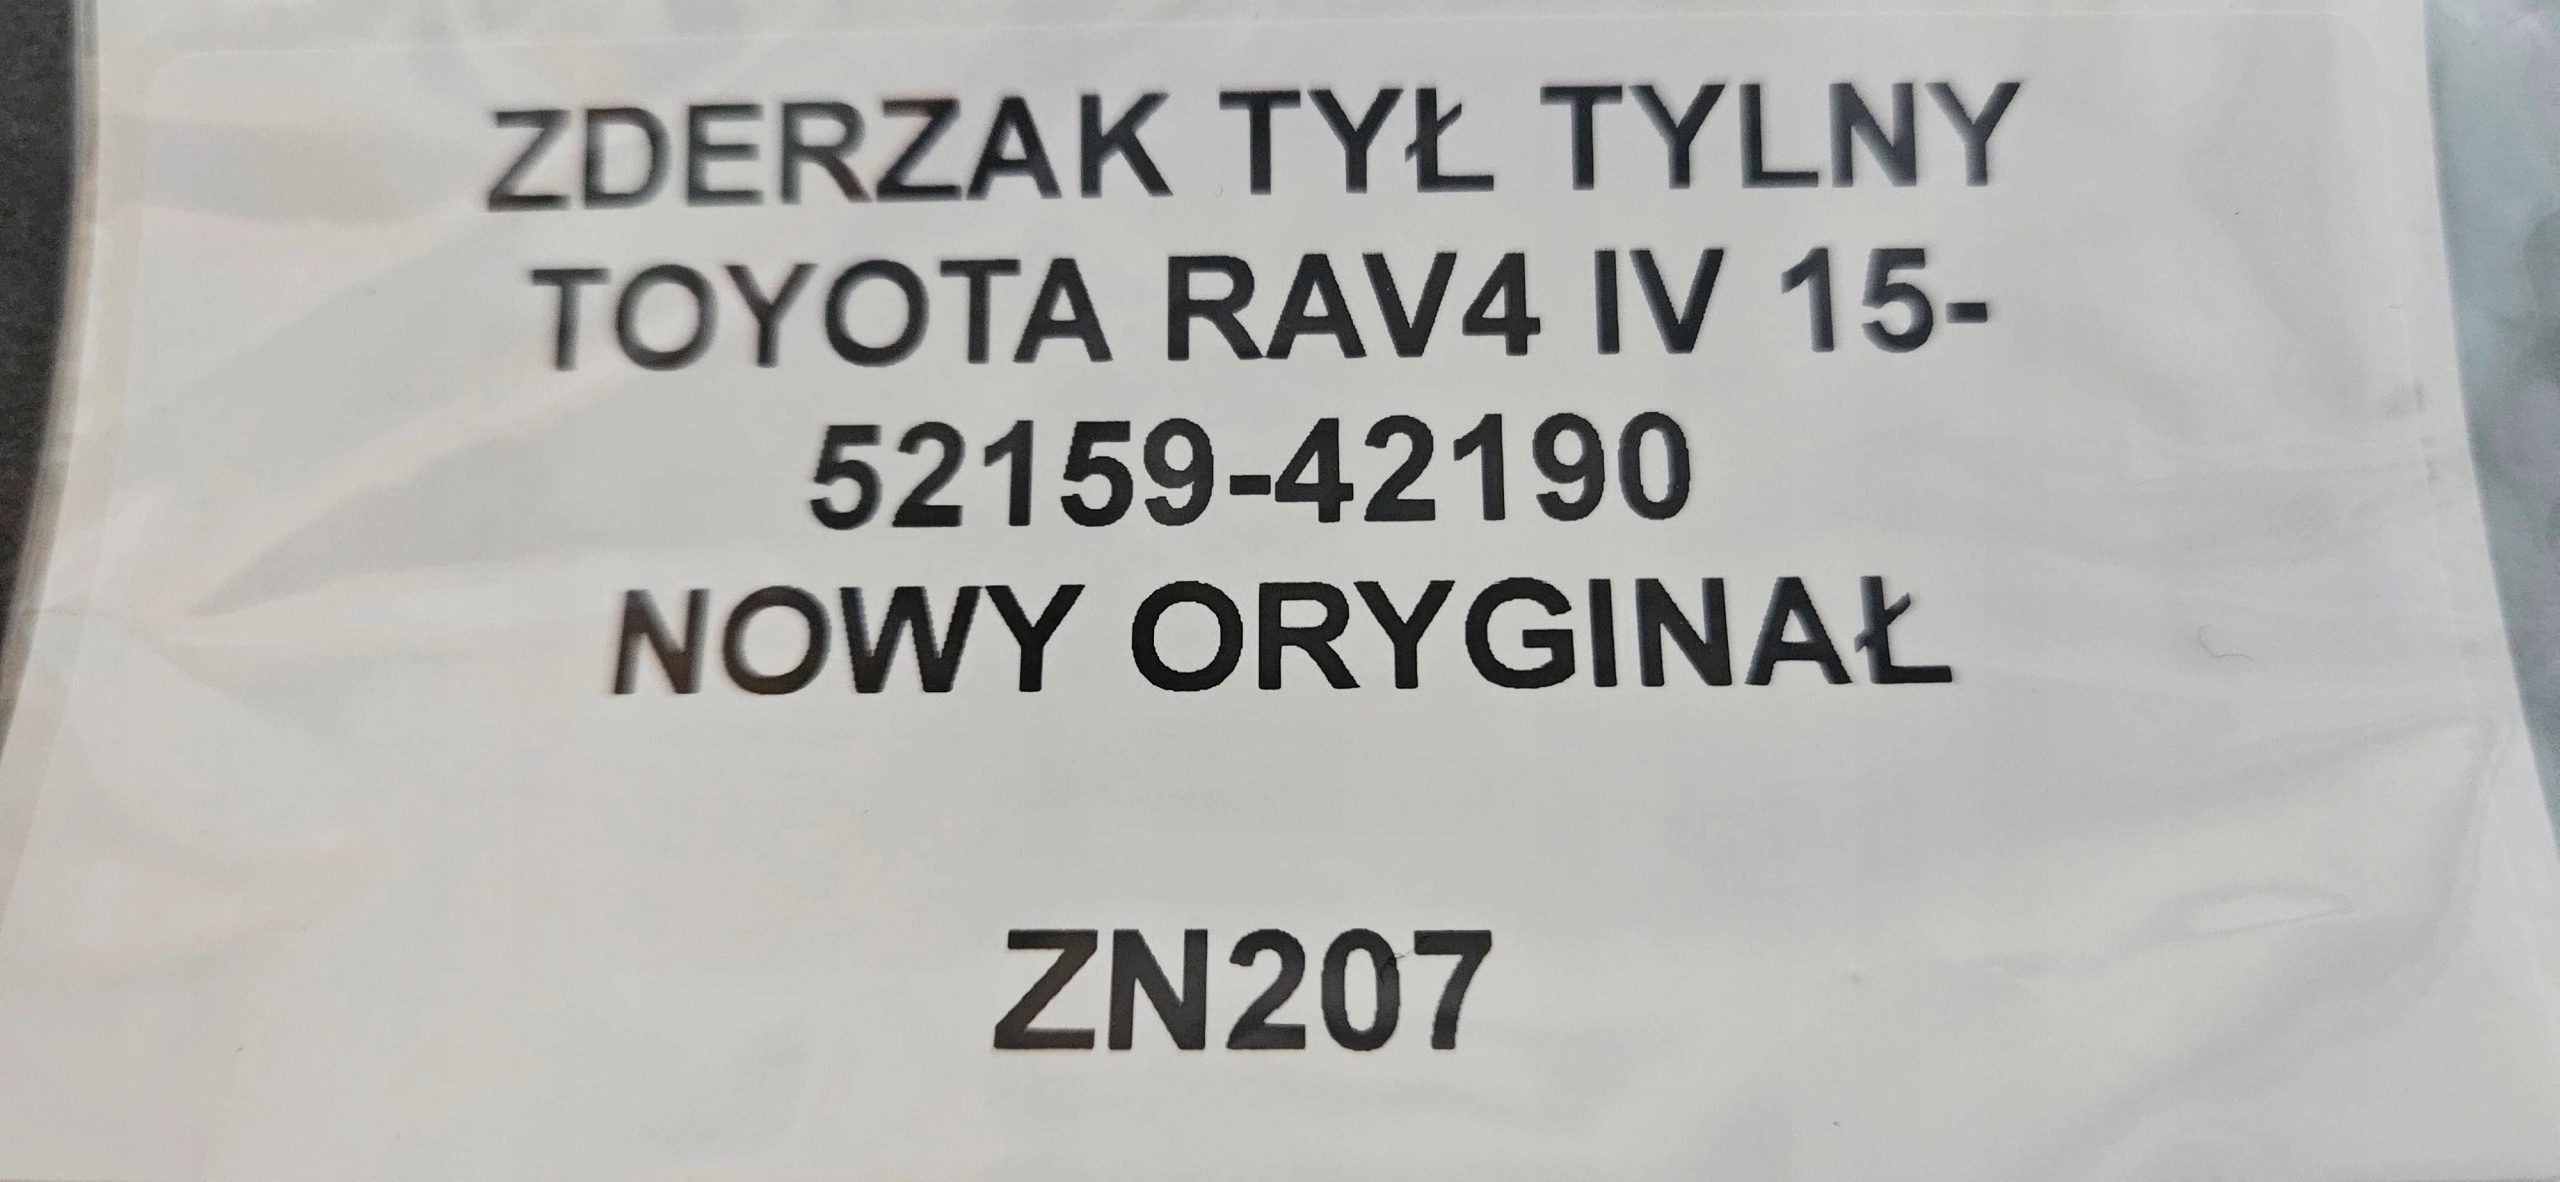 ZDERZAK TYŁ TYLNY
TOYOTA RAV4 IV 15-
52159-42190
NOWY ORYGINAŁ
ZN207